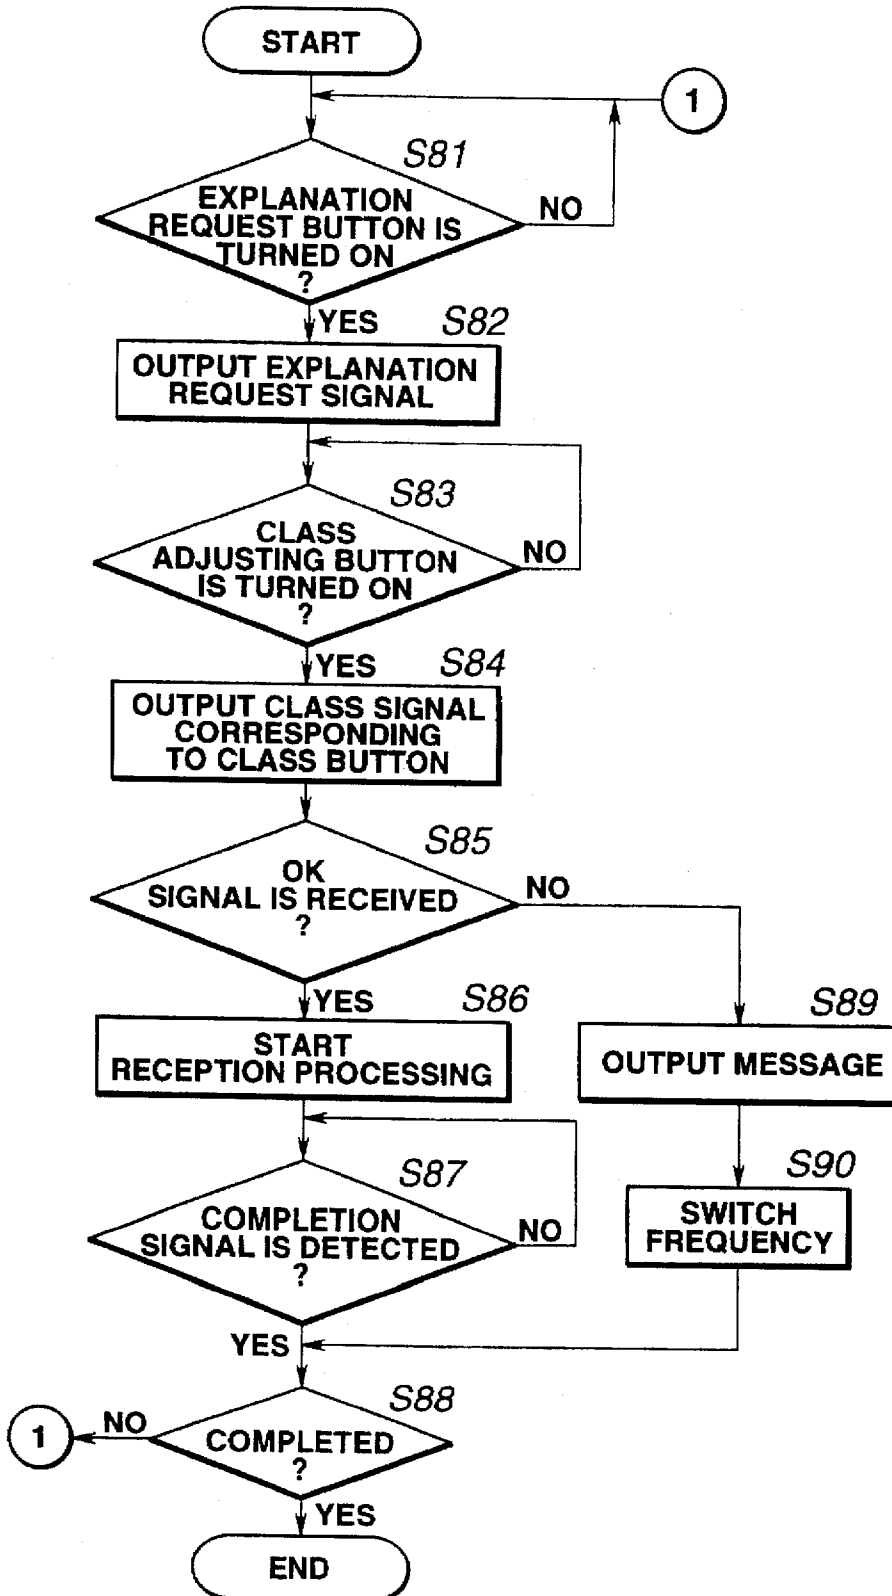 START
1
S81
EXPLANATION
REQUEST BUTTON IS
TURNED ON
?
NO
YES
S82
OUTPUT EXPLANATION
REQUEST SIGNAL
S83
CLASS
ADJUSTING BUTTON
IS TURNED ON
?
NO
YES
S84
OUTPUT CLASS SIGNAL
CORRESPONDING
TO CLASS BUTTON
S85
OK
SIGNAL IS RECEIVED
?
NO
YES
S86
START
RECEPTION PROCESSING
S89
OUTPUT MESSAGE
S87
COMPLETION
SIGNAL IS DETECTED
?
NO
S90
SWITCH
FREQUENCY
YES
S88
COMPLETED
?
NO
1
YES
END